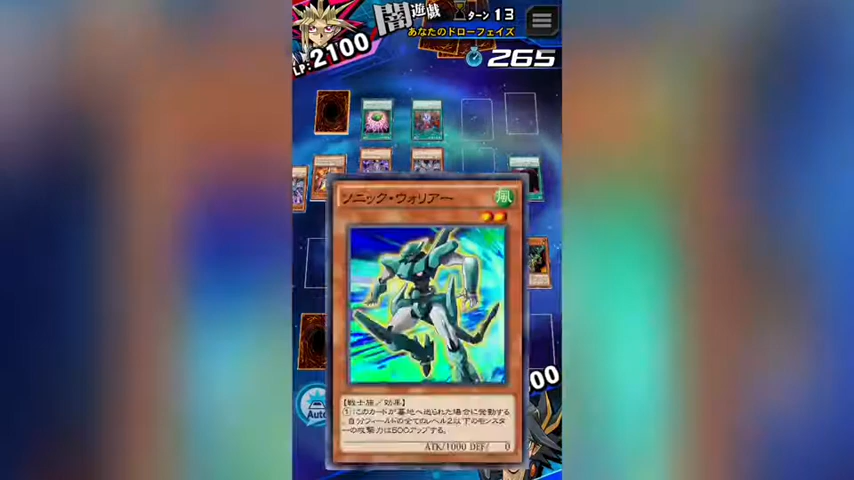 闇遊戯
ターン 13
あなたのドローフェイズ
LP:2100
265
ソニック・ウォリアー
風
【戦士族／効果】
①:このカードが墓地へ送られた場合に発動する。
自分フィールドの全てのレベル2以下のモンスタ
ーの攻撃力は500アップする。
ATK/1000 DEF/ 0
00
Auto